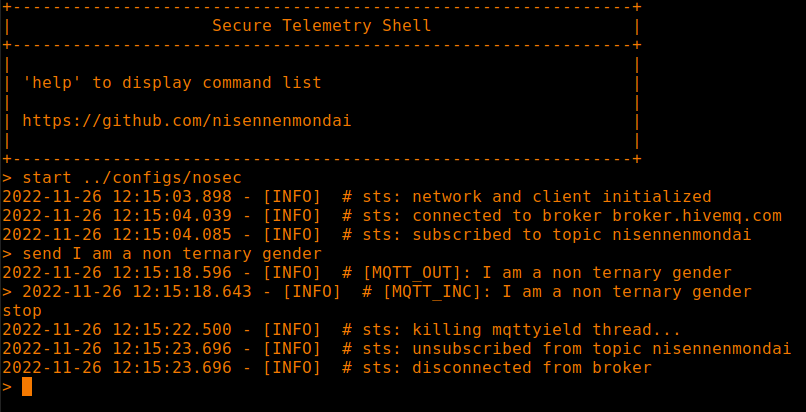 +--------------------------------------------------------------+
| Secure Telemetry Shell |
+--------------------------------------------------------------+
| |
| 'help' to display command list |
| |
| https://github.com/nisennenmondai |
| |
+--------------------------------------------------------------+
> start ../configs/nosec
2022-11-26 12:15:03.898 - [INFO]  # sts: network and client initialized
2022-11-26 12:15:04.039 - [INFO]  # sts: connected to broker broker.hivemq.com
2022-11-26 12:15:04.085 - [INFO]  # sts: subscribed to topic nisennenmondai
> send I am a non ternary gender
2022-11-26 12:15:18.596 - [INFO]  # [MQTT_OUT]: I am a non ternary gender
> 2022-11-26 12:15:18.643 - [INFO]  # [MQTT_INC]: I am a non ternary gender
stop
2022-11-26 12:15:22.500 - [INFO]  # sts: killing mqttyield thread...
2022-11-26 12:15:23.696 - [INFO]  # sts: unsubscribed from topic nisennenmondai
2022-11-26 12:15:23.696 - [INFO]  # sts: disconnected from broker
>